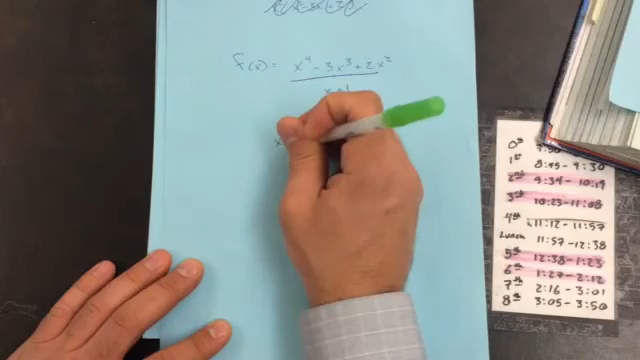 f(x) = x⁴ - 3x³ + 2x²
x + 1
x
0th
1st 8:45 - 9:30
2nd 9:34 - 10:19
3rd 10:23 - 11:08
4th 11:12 - 11:57
Lunch 11:57 - 12:38
5th 12:38 - 1:23
6th 1:27 - 2:12
7th 2:16 - 3:01
8th 3:05 - 3:50